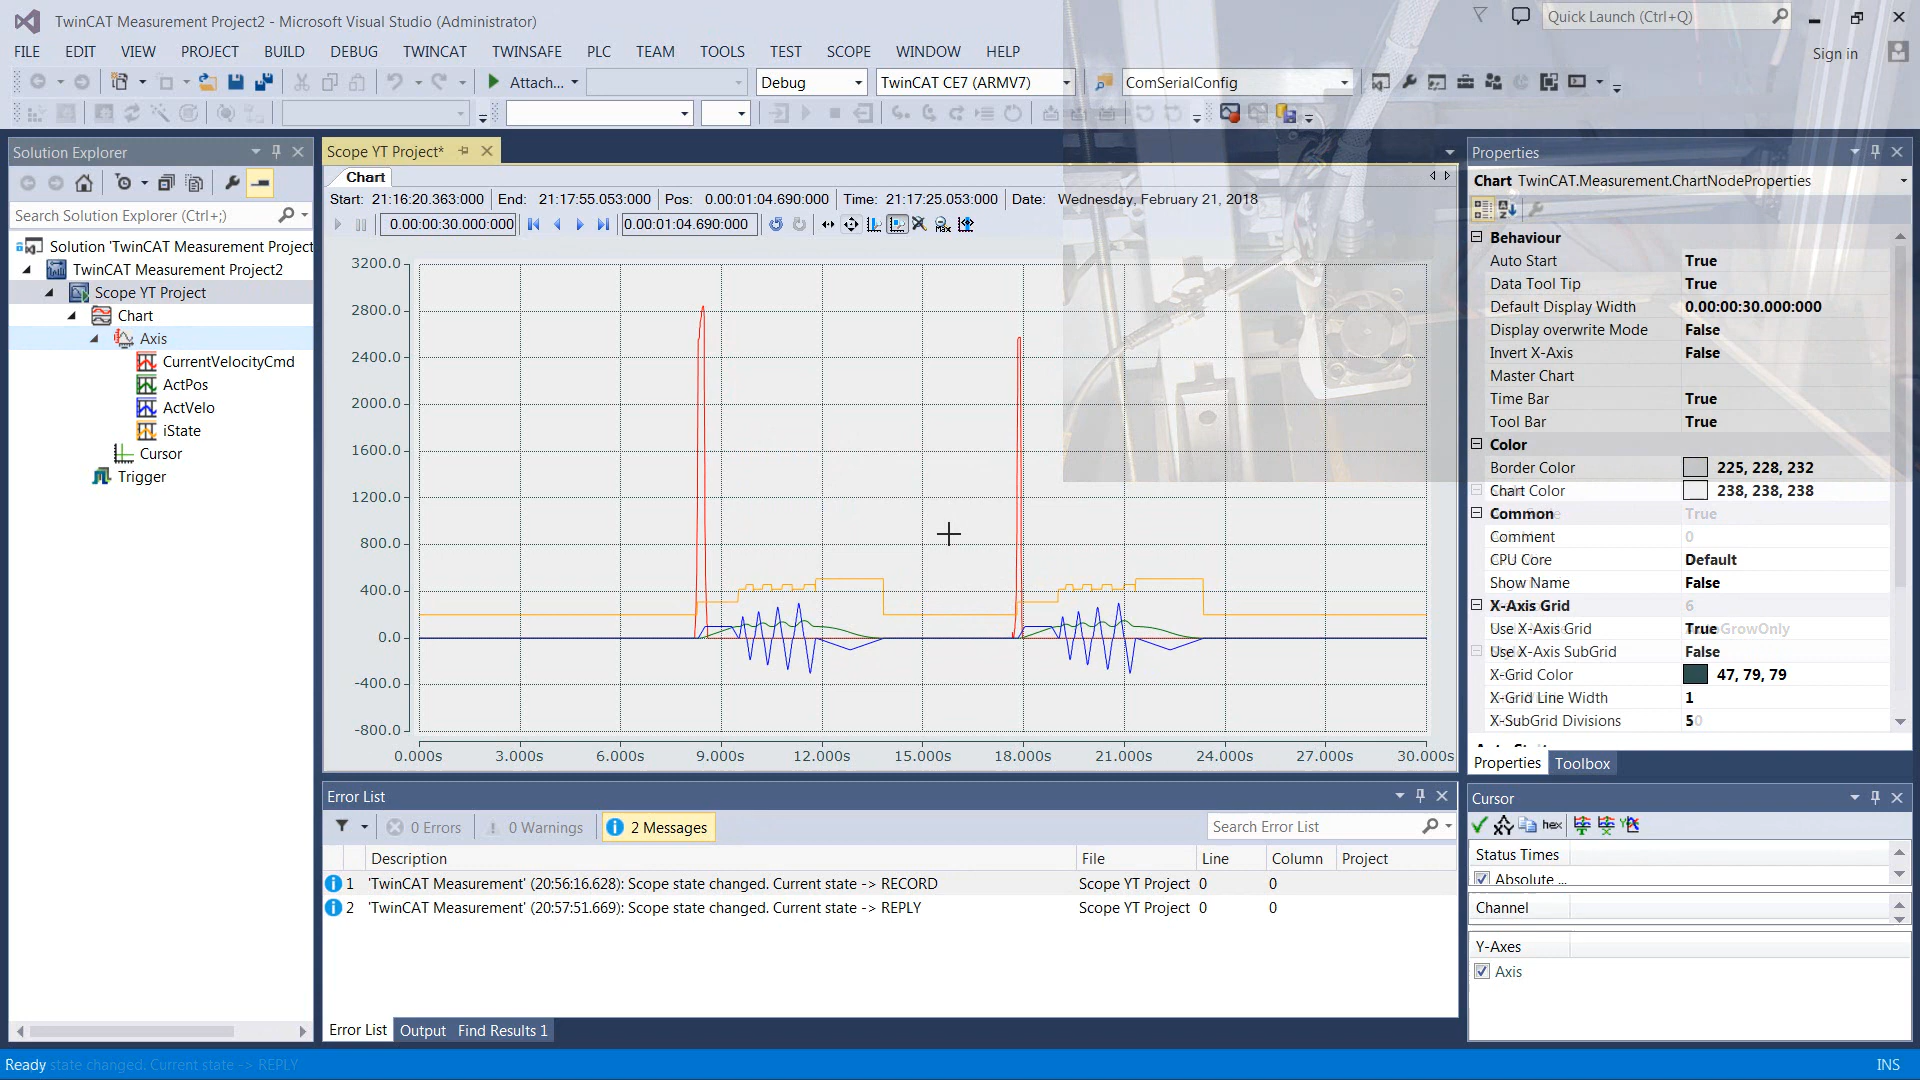 TwinCAT Measurement Project2 - Microsoft Visual Studio (Administrator)
Quick Launch (Ctrl+Q)
FILE EDIT VIEW PROJECT BUILD DEBUG TWINCAT TWINSAFE PLC TEAM TOOLS TEST SCOPE WINDOW HELP
Sign in
Attach... Debug TwinCAT CE7 (ARMV7) ComSerialConfig
Solution Explorer
Search Solution Explorer (Ctrl+;)
Solution 'TwinCAT Measurement Project
TwinCAT Measurement Project2
Scope YT Project
Chart
Axis
CurrentVelocityCmd
ActPos
ActVelo
iState
Cursor
Trigger
Scope YT Project*
Chart
Start: 21:16:20.363:000 End: 21:17:55.053:000 Pos: 0.00:01:04.690:000 Time: 21:17:25.053:000 Date: Wednesday, February 21, 2018
0.00:00:30.000:000 0.00:01:04.690:000
3200.0
2800.0
2400.0
2000.0
1600.0
1200.0
800.0
400.0
0.0
-400.0
-800.0
0.000s 3.000s 6.000s 9.000s 12.000s 15.000s 18.000s 21.000s 24.000s 27.000s 30.000s
Error List
0 Errors 0 Warnings 2 Messages
Search Error List
Description File Line Column Project
1 'TwinCAT Measurement' (20:56:16.628): Scope state changed. Current state -> RECORD Scope YT Project 0 0
2 'TwinCAT Measurement' (20:57:51.669): Scope state changed. Current state -> REPLY Scope YT Project 0 0
Error List Output Find Results 1
Properties
Chart TwinCAT.Measurement.ChartNodeProperties
Behaviour
Auto Start True
Data Tool Tip True
Default Display Width 0.00:00:30.000:000
Display overwrite Mode False
Invert X-Axis False
Master Chart
Time Bar True
Tool Bar True
Color
Border Color 225, 228, 232
Chart Color 238, 238, 238
Common True
Comment 0
CPU Core Default
Show Name False
X-Axis Grid 6
Use X-Axis Grid True
Use X-Axis SubGrid False
X-Grid Color 47, 79, 79
X-Grid Line Width 1
X-SubGrid Divisions 5
Properties Toolbox
Cursor
hex
Status Times
Absolute ...
Channel
Y-Axes
Axis
Ready state changed. Current state -> REPLY
INS